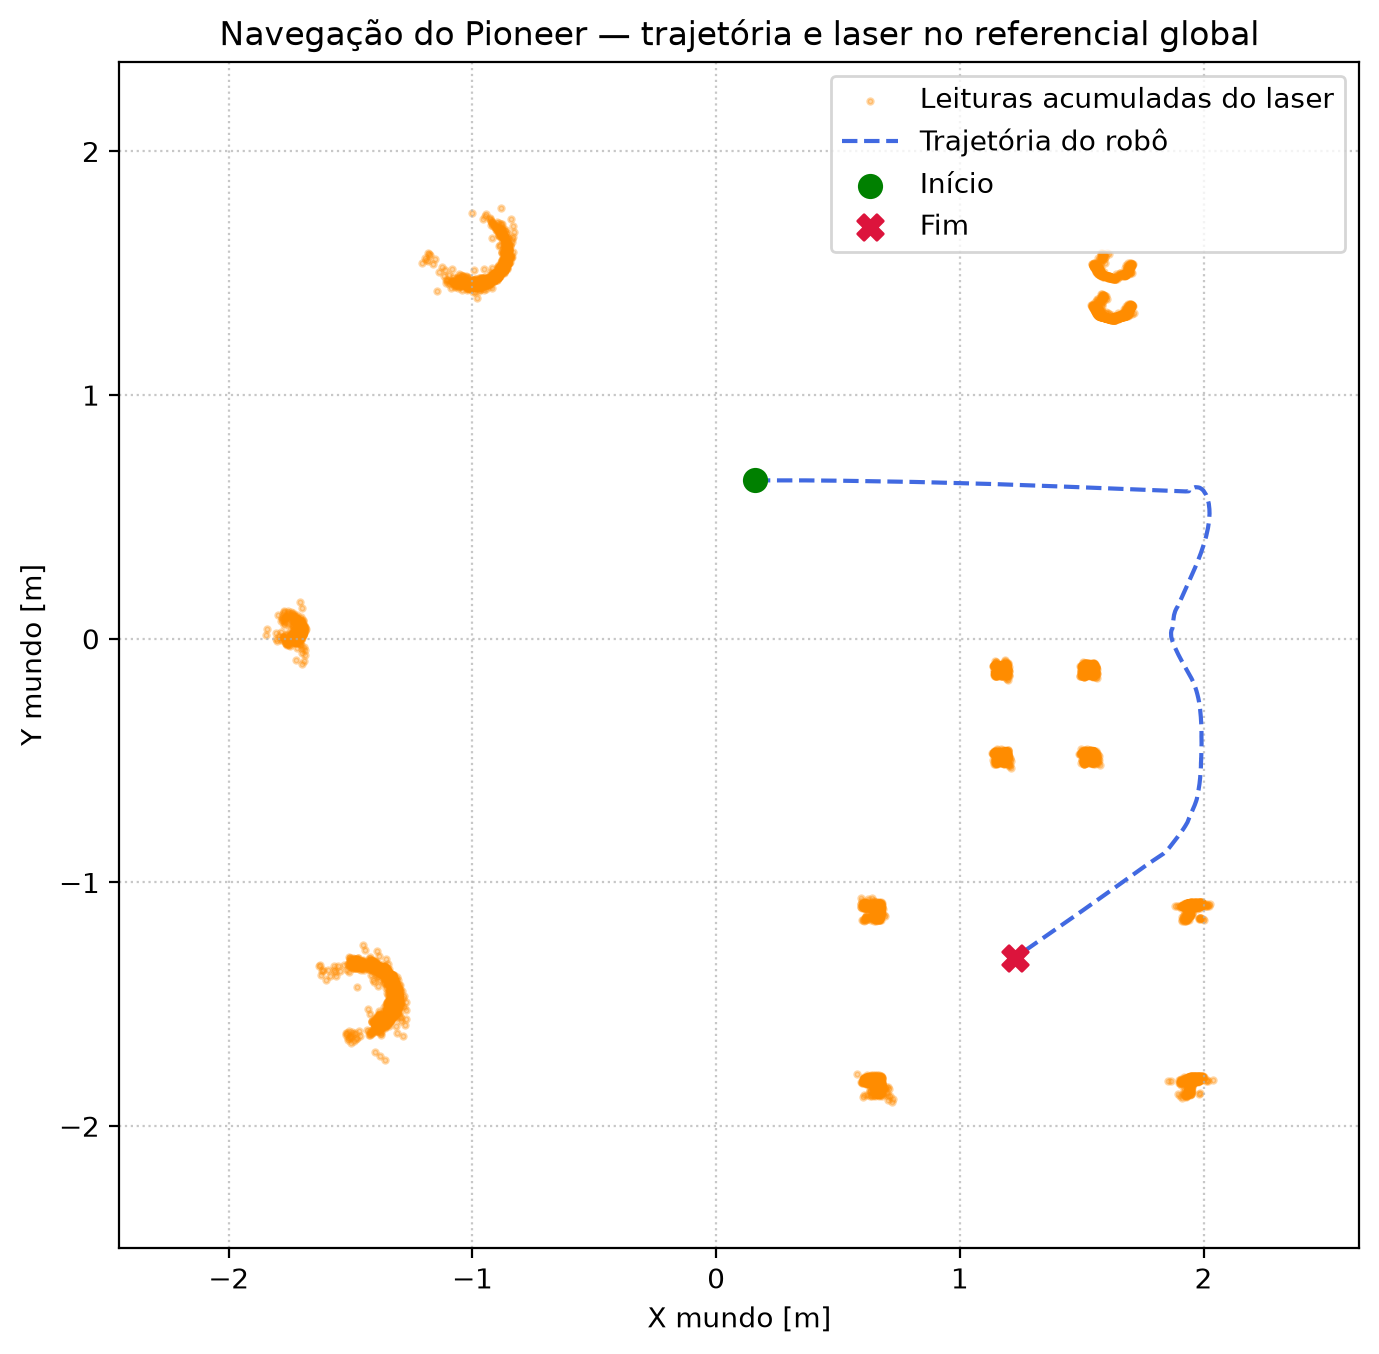 Navegação do Pioneer — trajetória e laser no referencial global
Leituras acumuladas do laser
Trajetória do robô
Início
Fim
2
1
0
−1
−2
Y mundo [m]
−2
−1
0
1
2
X mundo [m]